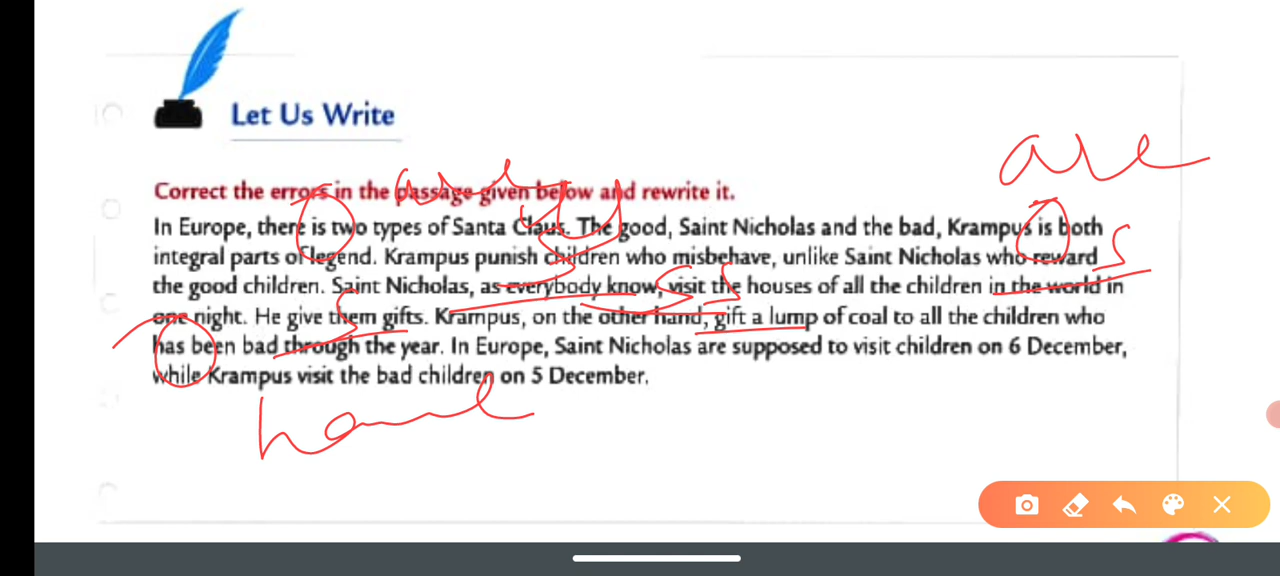 Let Us Write
are
Correct the errors in the passage given below and rewrite it.
are
In Europe, there is two types of Santa Claus. The good, Saint Nicholas and the bad, Krampus is both
integral parts of legend. Krampus punish children who misbehave, unlike Saint Nicholas who reward
s
the good children. Saint Nicholas, as everybody know, visit the houses of all the children in the world in
s s s
one night. He give them gifts. Krampus, on the other hand, gift a lump of coal to all the children who
has been bad through the year. In Europe, Saint Nicholas are supposed to visit children on 6 December,
while Krampus visit the bad children on 5 December.
have